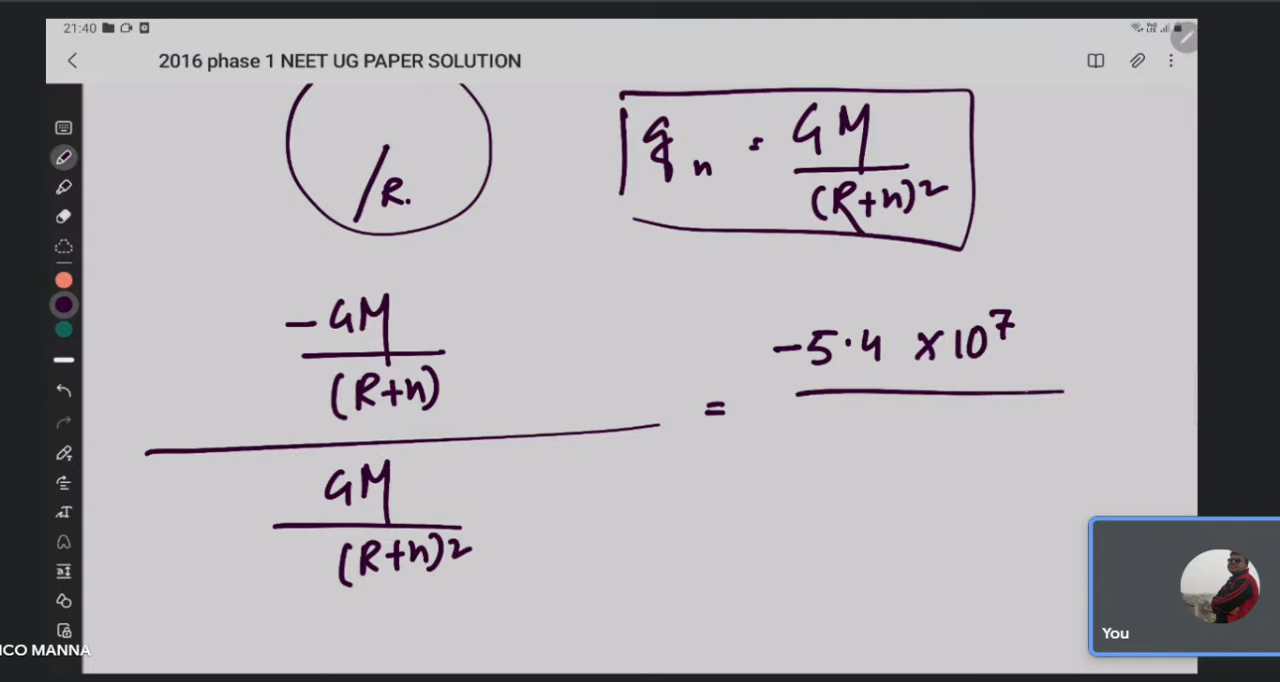 21:40
2016 phase 1 NEET UG PAPER SOLUTION
R.
g_h = GM / (R+h)²
-GM / (R+h)
= -5.4 ×10⁷
GM / (R+h)²
You
ICO MANNA